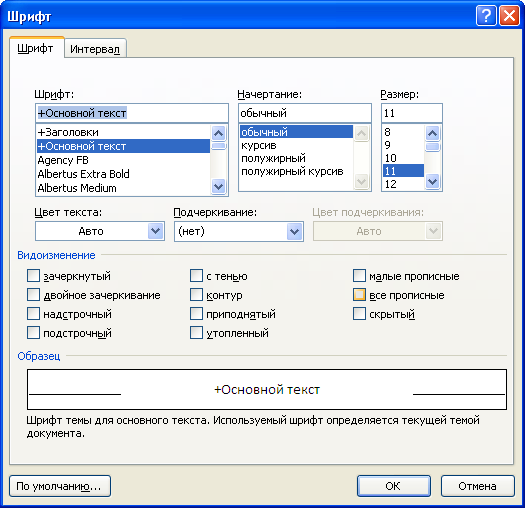 Шрифт
Шрифт Интервал
Шрифт: Начертание: Размер:
+Основной текст обычный 11
+Заголовки обычный 8
+Основной текст курсив 9
Agency FB полужирный 10
Albertus Extra Bold полужирный курсив 11
Albertus Medium 12
Цвет текста: Подчеркивание: Цвет подчеркивания:
Авто (нет) Авто
Видоизменение
зачеркнутый с тенью малые прописные
двойное зачеркивание контур все прописные
надстрочный приподнятый скрытый
подстрочный утопленный
Образец
+Основной текст
Шрифт темы для основного текста. Используемый шрифт определяется текущей темой
документа.
По умолчанию... ОК Отмена